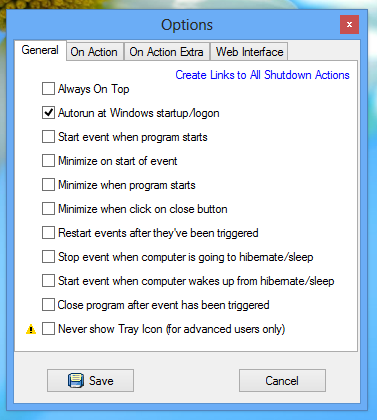 Options
General
On Action
On Action Extra
Web Interface
Create Links to All Shutdown Actions
Always On Top
Autorun at Windows startup/logon
Start event when program starts
Minimize on start of event
Minimize when program starts
Minimize when click on close button
Restart events after they've been triggered
Stop event when computer is going to hibernate/sleep
Start event when computer wakes up from hibernate/sleep
Close program after event has been triggered
Never show Tray Icon (for advanced users only)
Save
Cancel